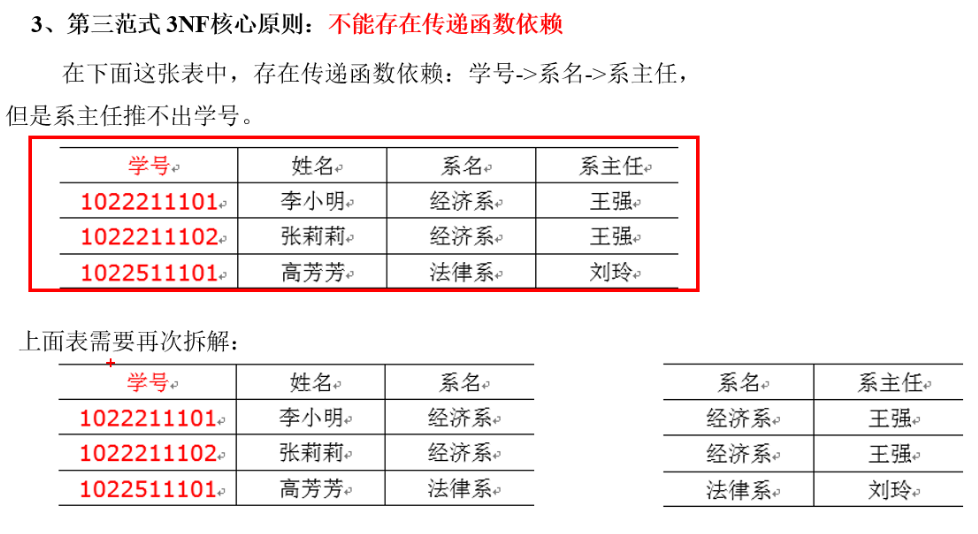 3、第三范式 3NF核心原则：不能存在传递函数依赖
在下面这张表中，存在传递函数依赖：学号->系名->系主任，
但是系主任推不出学号。
学号 姓名 系名 系主任
1022211101 李小明 经济系 王强
1022211102 张莉莉 经济系 王强
1022511101 高芳芳 法律系 刘玲
上面表需要再次拆解：
学号 姓名 系名 系名 系主任
1022211101 李小明 经济系 经济系 王强
1022211102 张莉莉 经济系 经济系 王强
1022511101 高芳芳 法律系 法律系 刘玲